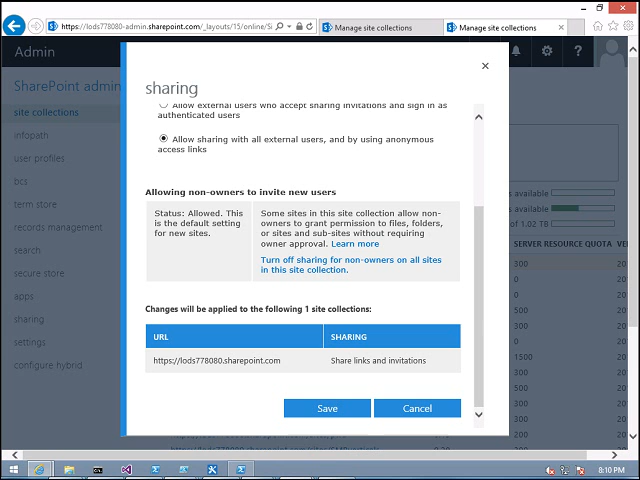 https://lods778080-admin.sharepoint.com/_layouts/15/online/Si
Manage site collections
Manage site collections
Admin
?
SharePoint admin
site collections
infopath
user profiles
bcs
term store
records management
search
secure store
apps
sharing
settings
configure hybrid
sharing
Allow external users who accept sharing invitations and sign in as
authenticated users
Allow sharing with all external users, and by using anonymous
access links
Allowing non-owners to invite new users
Status: Allowed. This
is the default setting
for new sites.
Some sites in this site collection allow non-
owners to grant permission to files, folders,
or sites and sub-sites without requiring
owner approval. Learn more
Turn off sharing for non-owners on all sites
in this site collection.
Changes will be applied to the following 1 site collections:
URL
SHARING
https://lods778080.sharepoint.com
Share links and invitations
Save
Cancel
s available
s available
of 1.02 TB
SERVER RESOURCE QUOTA
300
0
0
500
300
0
1500
300
300
300
200
300
200
200
8:10 PM